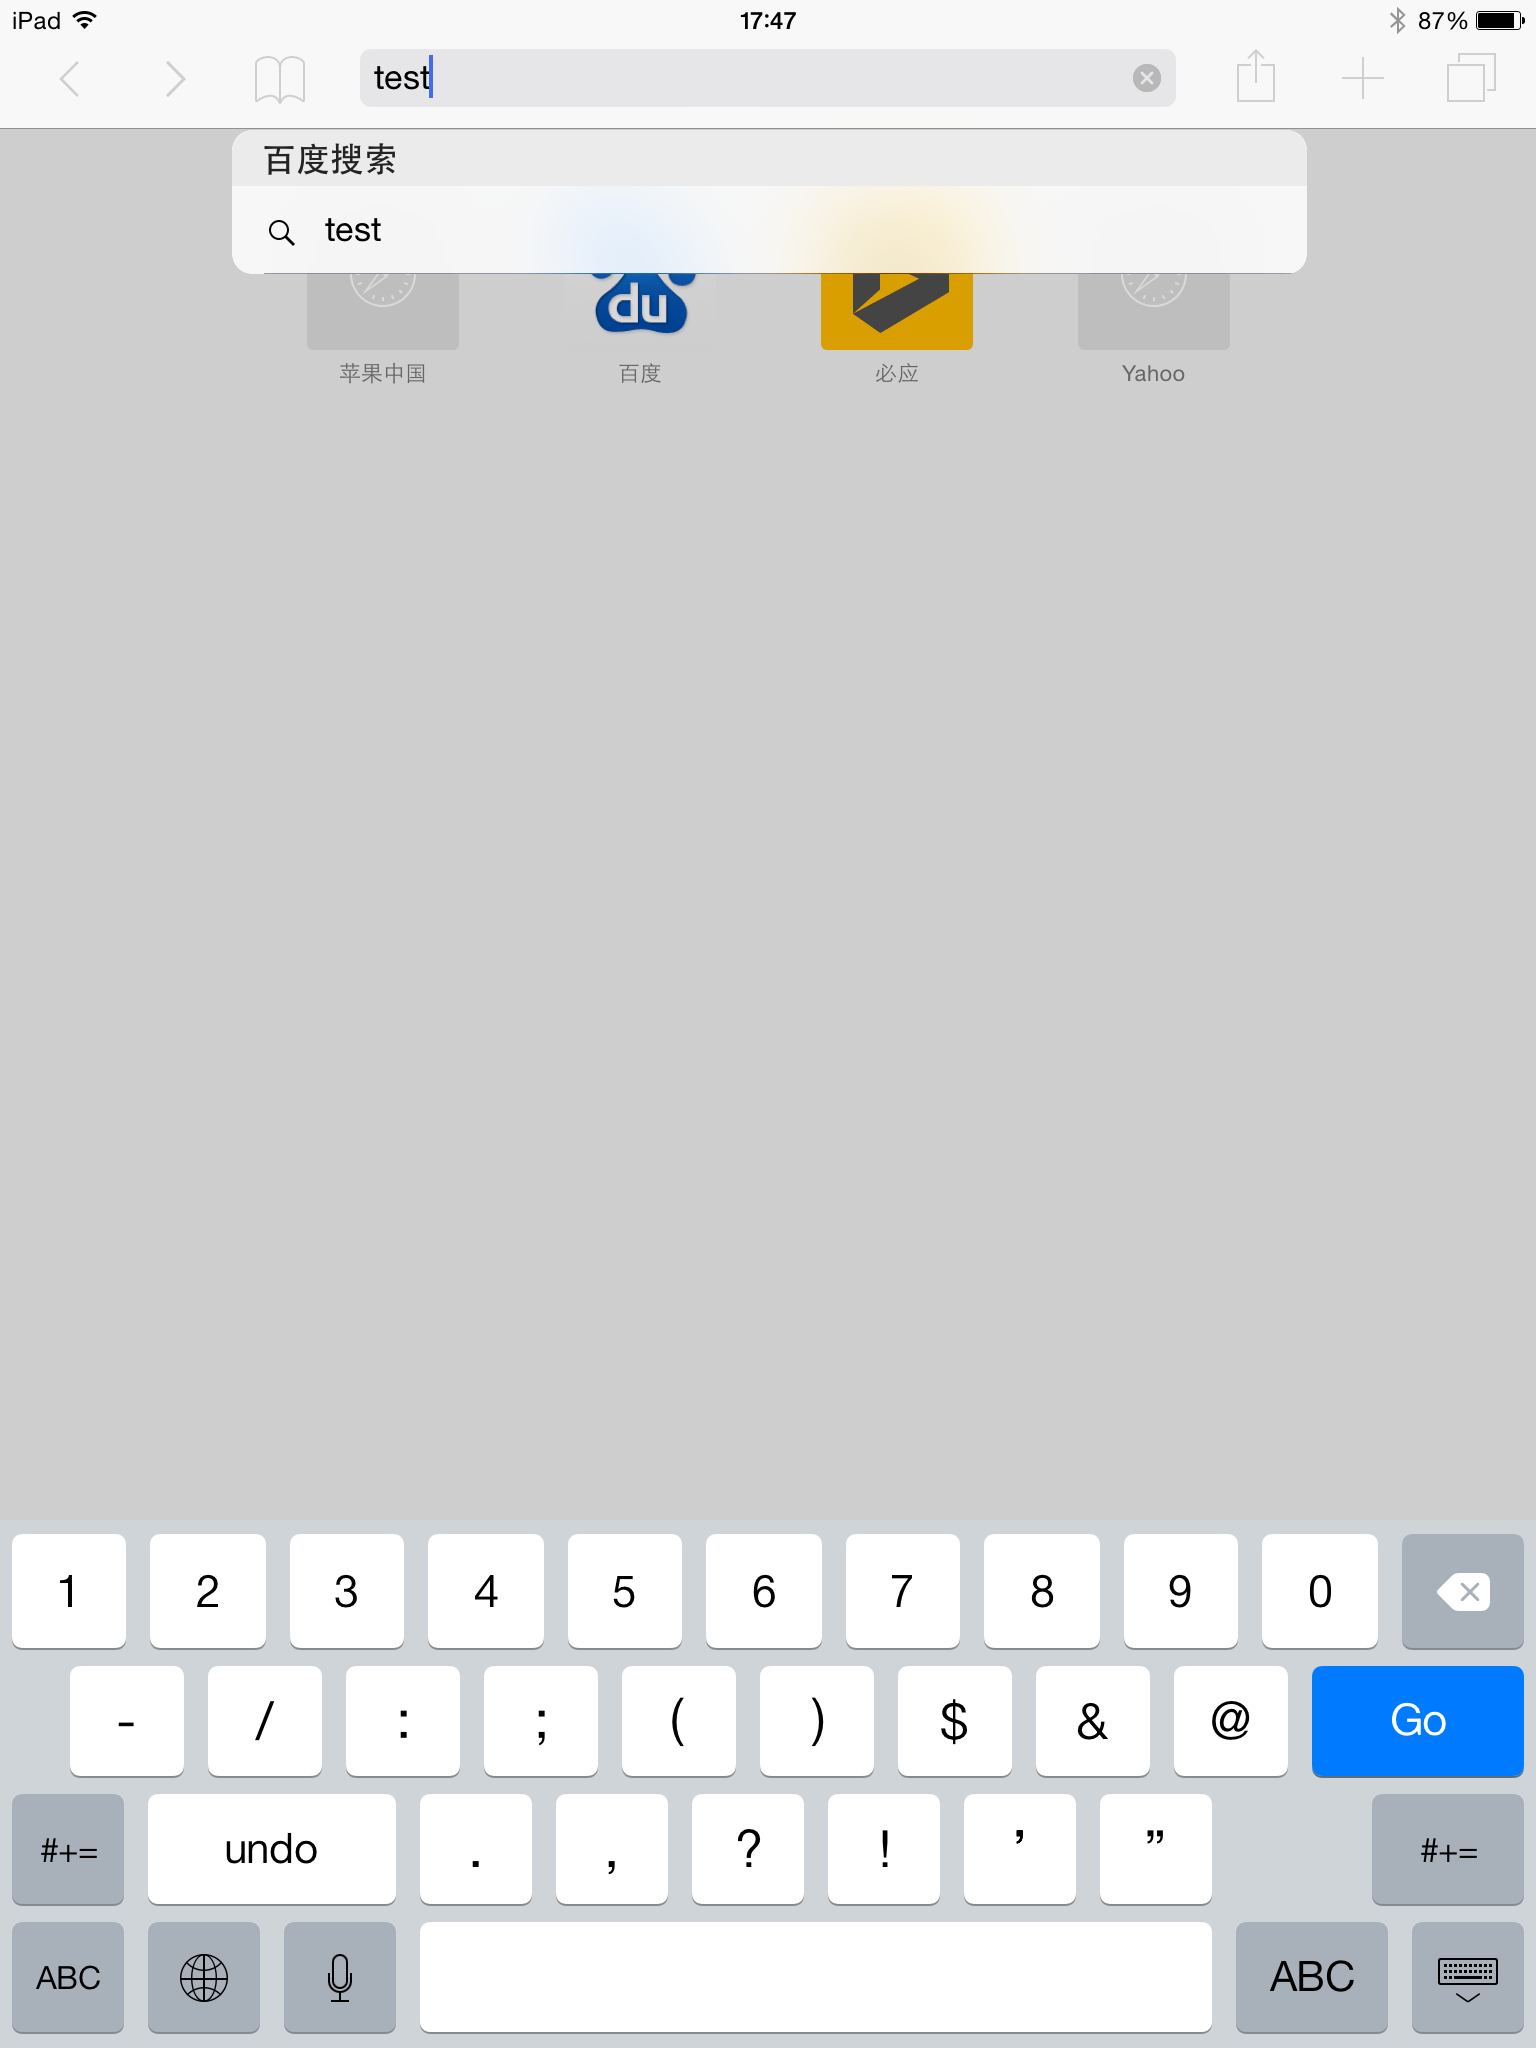 iPad 17:47 87%
test
百度搜索
test
du
苹果中国 百度 必应 Yahoo
1 2 3 4 5 6 7 8 9 0
- / : ; ( ) $ & @ Go
#+= undo . , ? ! ’ ” #+=
ABC ABC